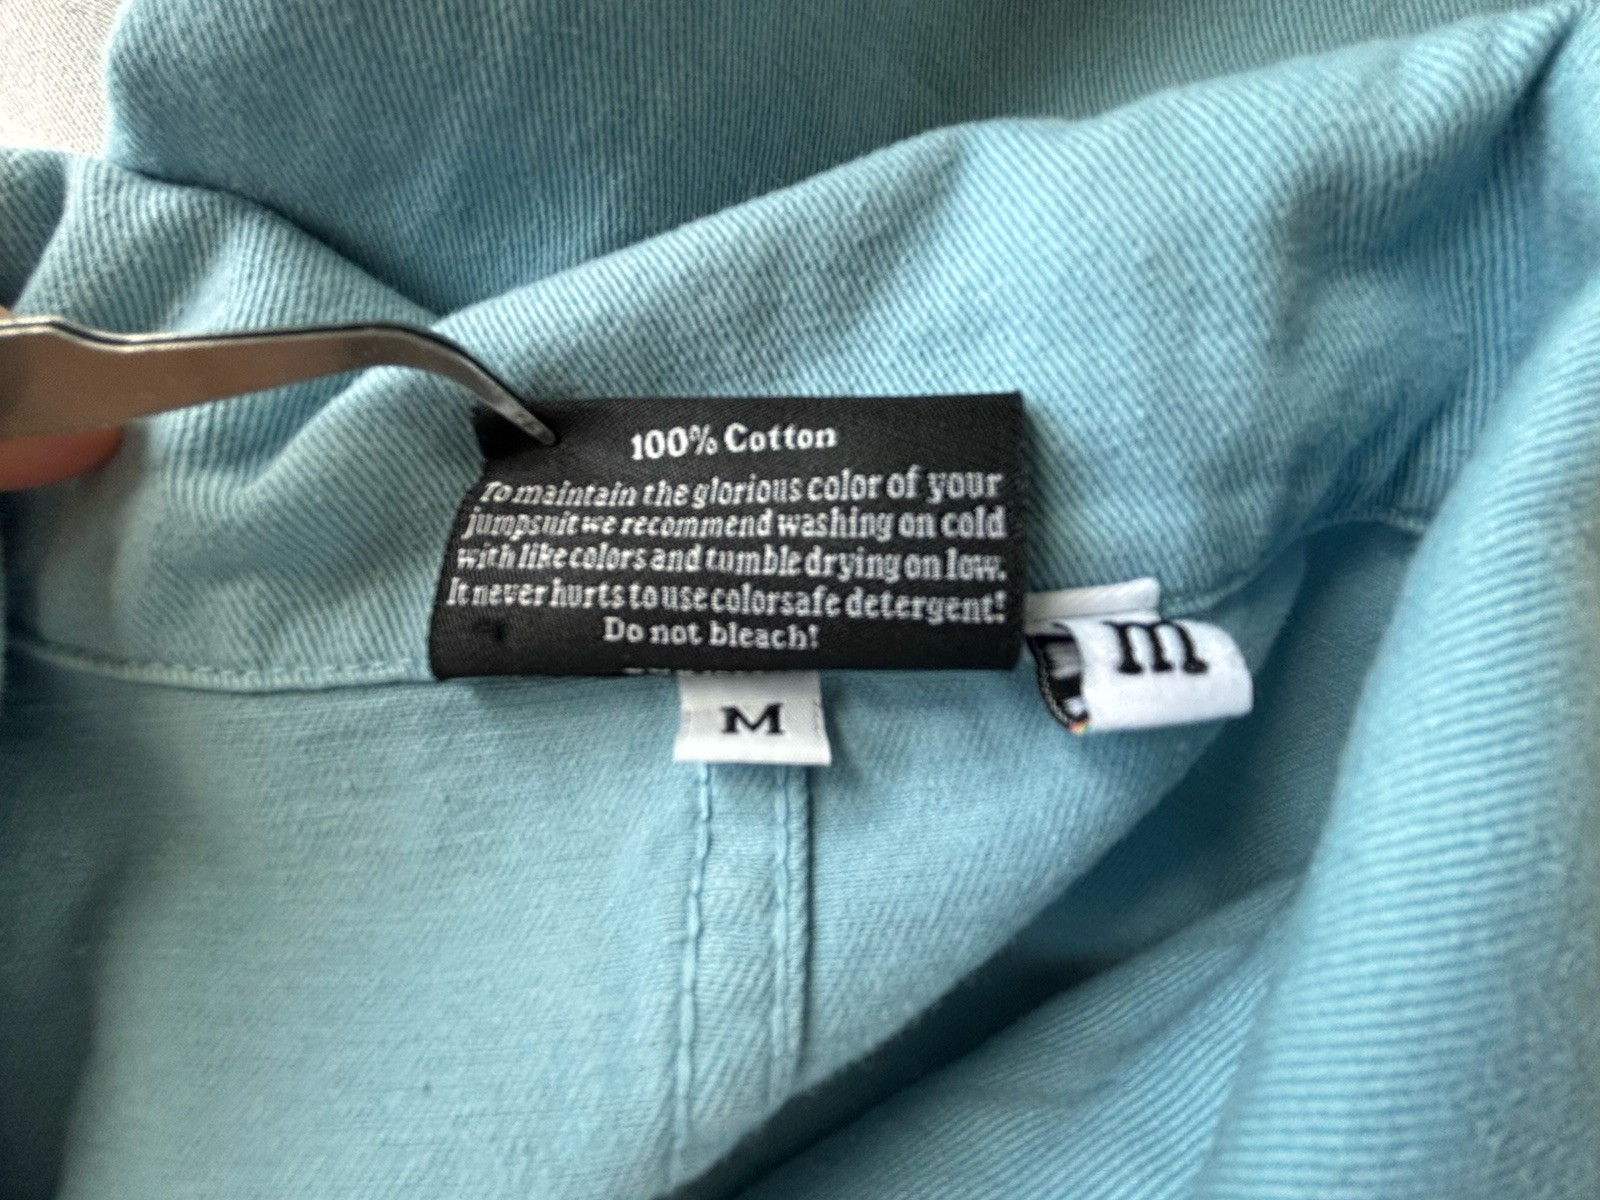 100% Cotton
To maintain the glorious color of your
jumpsuit we recommend washing on cold
with like colors and tumble drying on low.
It never hurts to use colorsafe detergent!
Do not bleach!
M
m